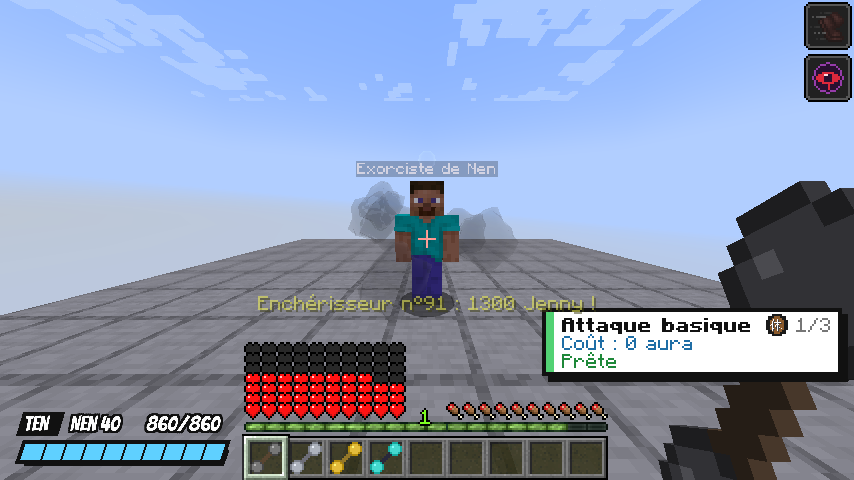 Exorciste de Nen
Enchérisseur n°91 : 1300 Jenny !
Attaque basique 1/3
Coût : 0 aura
Prête
TEN NEN 40 860/860
1